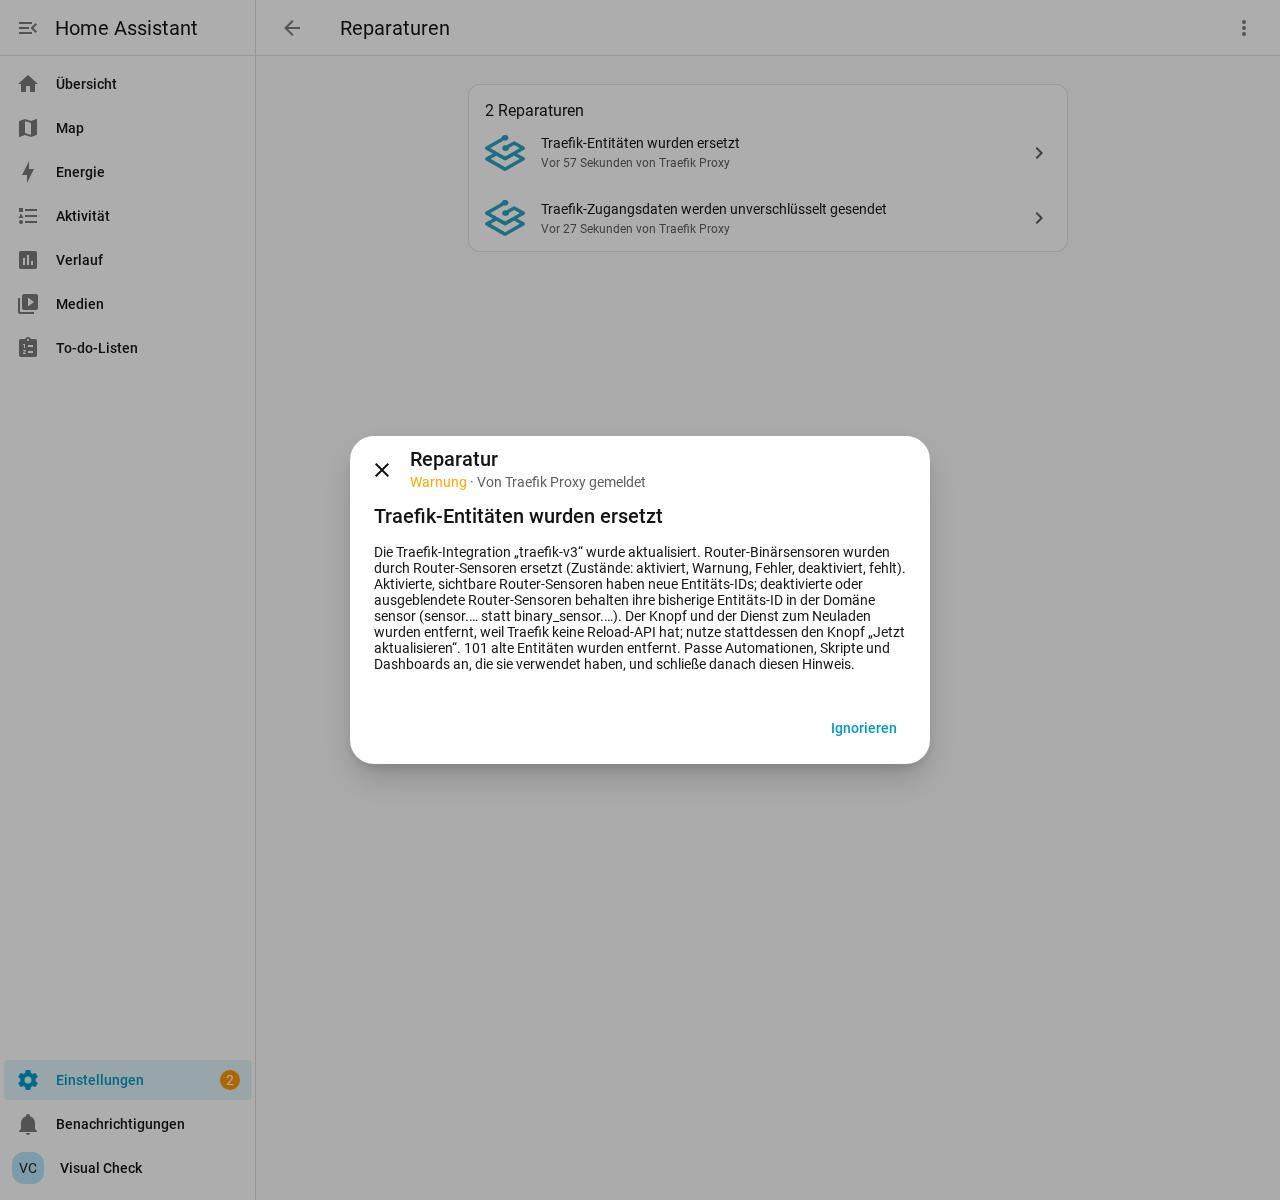 Home Assistant
Reparaturen
Übersicht
Map
Energie
Aktivität
Verlauf
Medien
To-do-Listen
2 Reparaturen
Traefik-Entitäten wurden ersetzt
Vor 57 Sekunden von Traefik Proxy
Traefik-Zugangsdaten werden unverschlüsselt gesendet
Vor 27 Sekunden von Traefik Proxy
Reparatur
Warnung · Von Traefik Proxy gemeldet
Traefik-Entitäten wurden ersetzt
Die Traefik-Integration „traefik-v3“ wurde aktualisiert. Router-Binärsensoren wurden
durch Router-Sensoren ersetzt (Zustände: aktiviert, Warnung, Fehler, deaktiviert, fehlt).
Aktivierte, sichtbare Router-Sensoren haben neue Entitäts-IDs; deaktivierte oder
ausgeblendete Router-Sensoren behalten ihre bisherige Entitäts-ID in der Domäne
sensor (sensor.… statt binary_sensor.…). Der Knopf und der Dienst zum Neuladen
wurden entfernt, weil Traefik keine Reload-API hat; nutze stattdessen den Knopf „Jetzt
aktualisieren“. 101 alte Entitäten wurden entfernt. Passe Automationen, Skripte und
Dashboards an, die sie verwendet haben, und schließe danach diesen Hinweis.
Ignorieren
Einstellungen 2
Benachrichtigungen
VC Visual Check